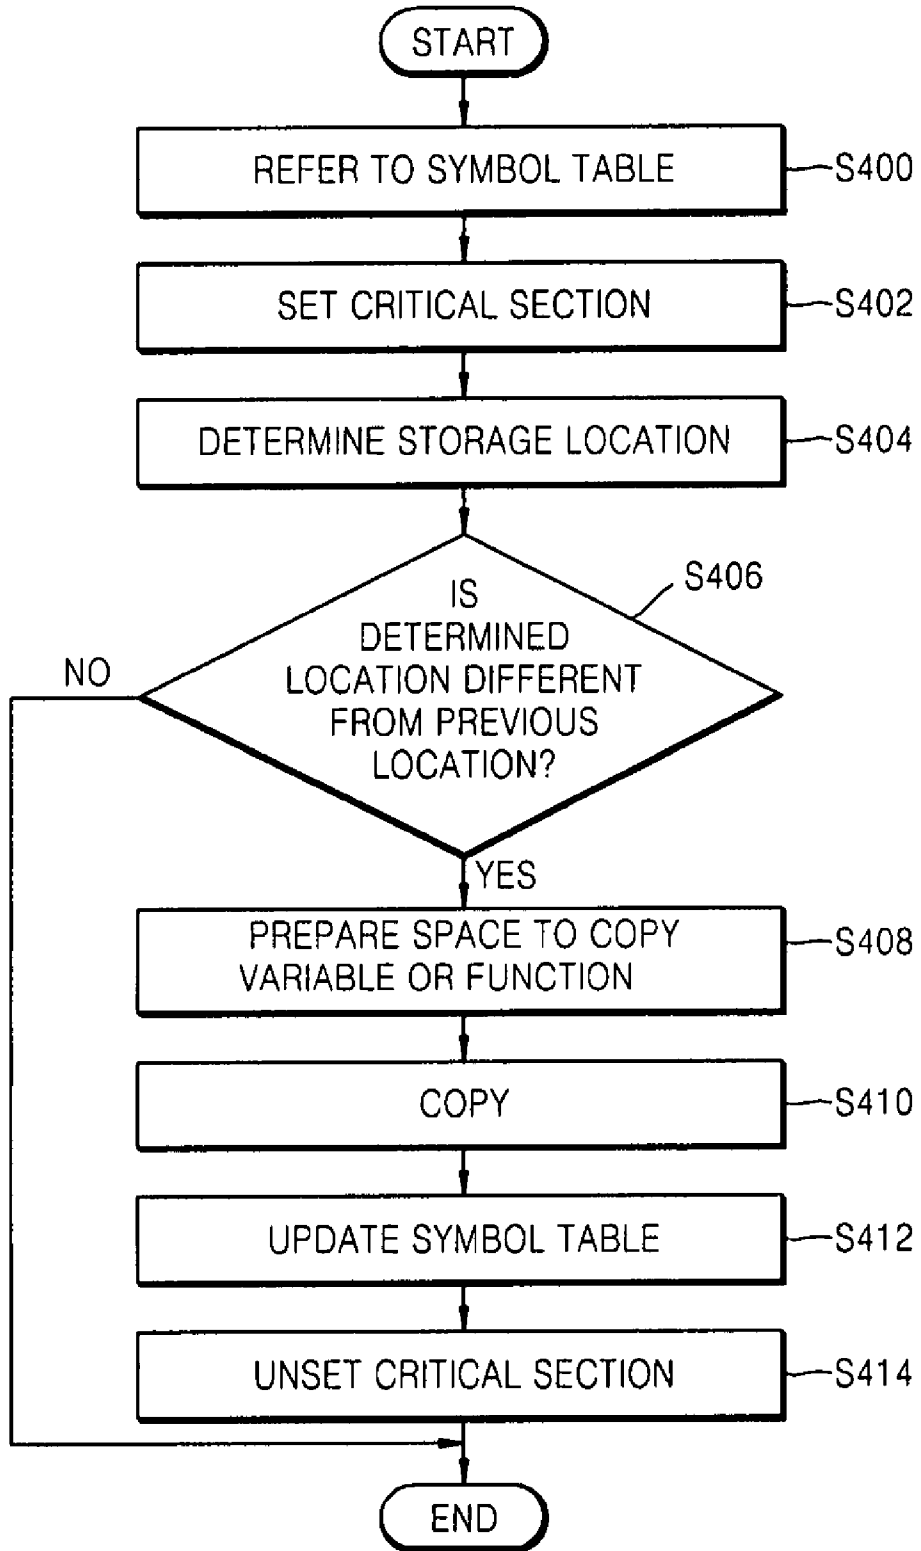 START
REFER TO SYMBOL TABLE
S400
SET CRITICAL SECTION
S402
DETERMINE STORAGE LOCATION
S404
S406
IS
DETERMINED
LOCATION DIFFERENT
FROM PREVIOUS
LOCATION?
NO
YES
PREPARE SPACE TO COPY
VARIABLE OR FUNCTION
S408
COPY
S410
UPDATE SYMBOL TABLE
S412
UNSET CRITICAL SECTION
S414
END